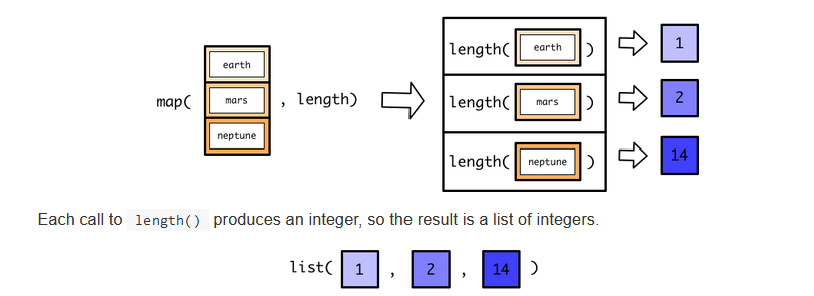 earth
map( mars , length)
neptune
length( earth ) 1
length( mars ) 2
length( neptune ) 14
Each call to length() produces an integer, so the result is a list of integers.
list( 1 , 2 , 14 )